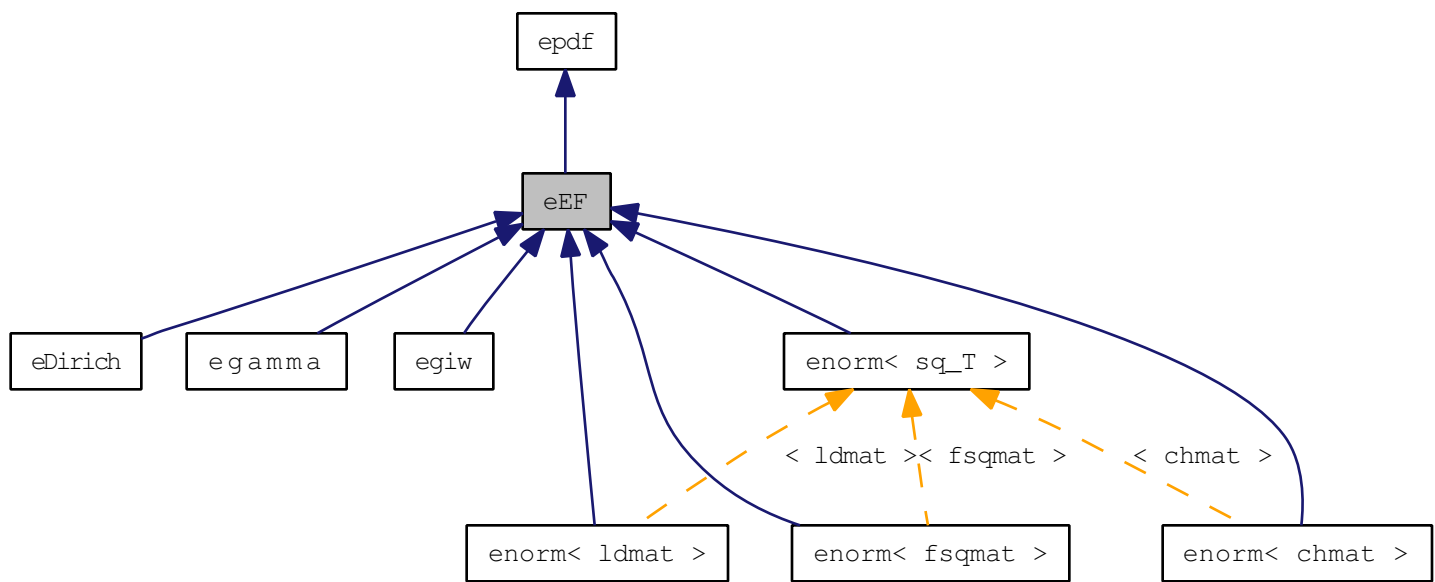 epdf
eEF
eDirich
egamma
egiw
enorm< sq_T >
< ldmat >
< fsqmat >
< chmat >
enorm< ldmat >
enorm< fsqmat >
enorm< chmat >